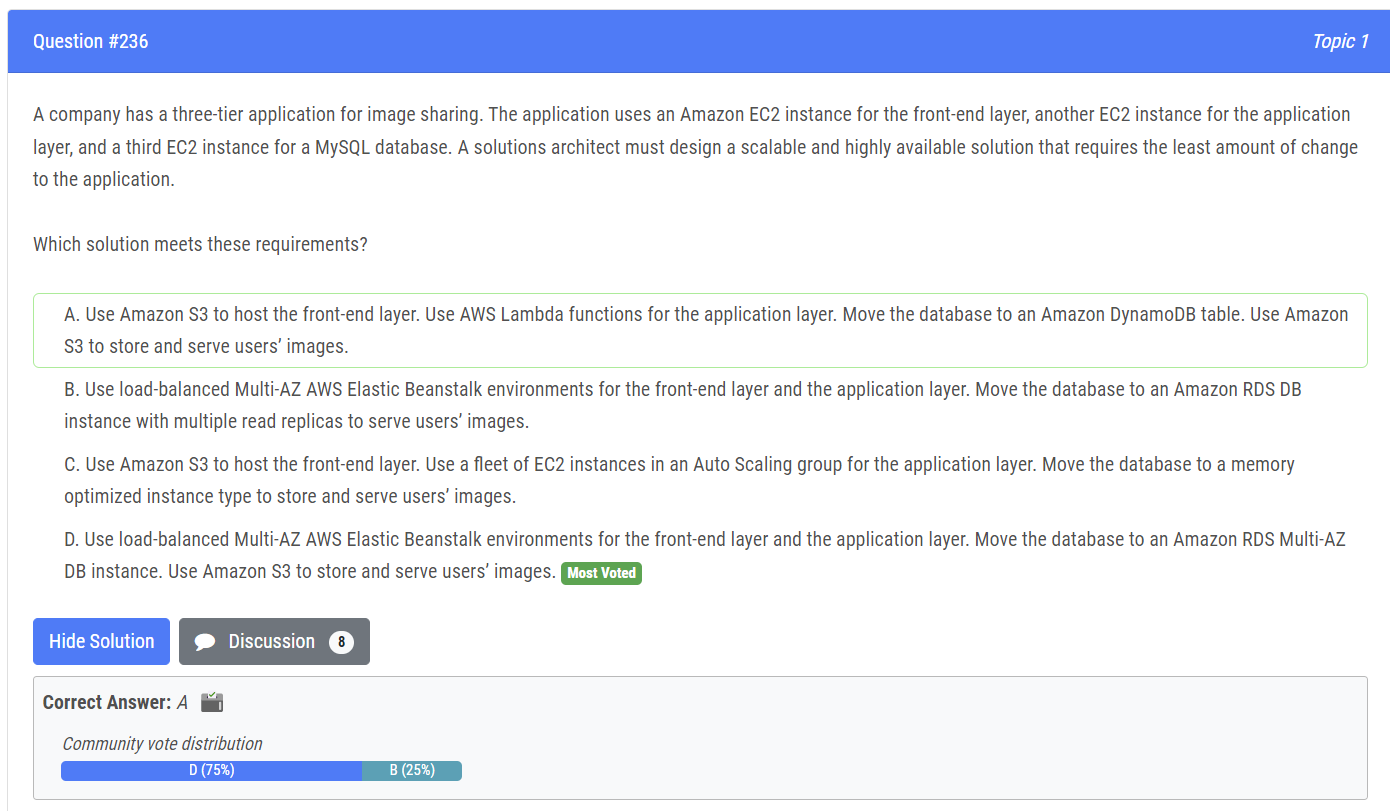 Question #236
Topic 1
A company has a three-tier application for image sharing. The application uses an Amazon EC2 instance for the front-end layer, another EC2 instance for the application
layer, and a third EC2 instance for a MySQL database. A solutions architect must design a scalable and highly available solution that requires the least amount of change
to the application.
Which solution meets these requirements?
A. Use Amazon S3 to host the front-end layer. Use AWS Lambda functions for the application layer. Move the database to an Amazon DynamoDB table. Use Amazon
S3 to store and serve users’ images.
B. Use load-balanced Multi-AZ AWS Elastic Beanstalk environments for the front-end layer and the application layer. Move the database to an Amazon RDS DB
instance with multiple read replicas to serve users’ images.
C. Use Amazon S3 to host the front-end layer. Use a fleet of EC2 instances in an Auto Scaling group for the application layer. Move the database to a memory
optimized instance type to store and serve users’ images.
D. Use load-balanced Multi-AZ AWS Elastic Beanstalk environments for the front-end layer and the application layer. Move the database to an Amazon RDS Multi-AZ
DB instance. Use Amazon S3 to store and serve users’ images. Most Voted
Hide Solution
Discussion 8
Correct Answer: A
Community vote distribution
D (75%) B (25%)